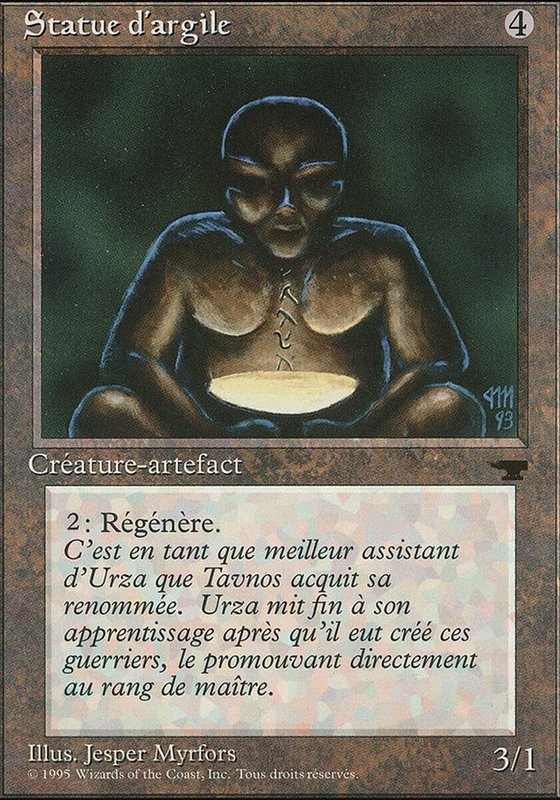 Statue d'argile 4
JM
93
Créature-artefact
2: Régénère.
C'est en tant que meilleur assistant
d'Urza que Tavnos acquit sa
renommée. Urza mit fin à son
apprentissage après qu'il eut créé ces
guerriers, le promouvant directement
au rang de maître.
Illus. Jesper Myrfors
© 1995 Wizards of the Coast, Inc. Tous droits réservés.
3/1